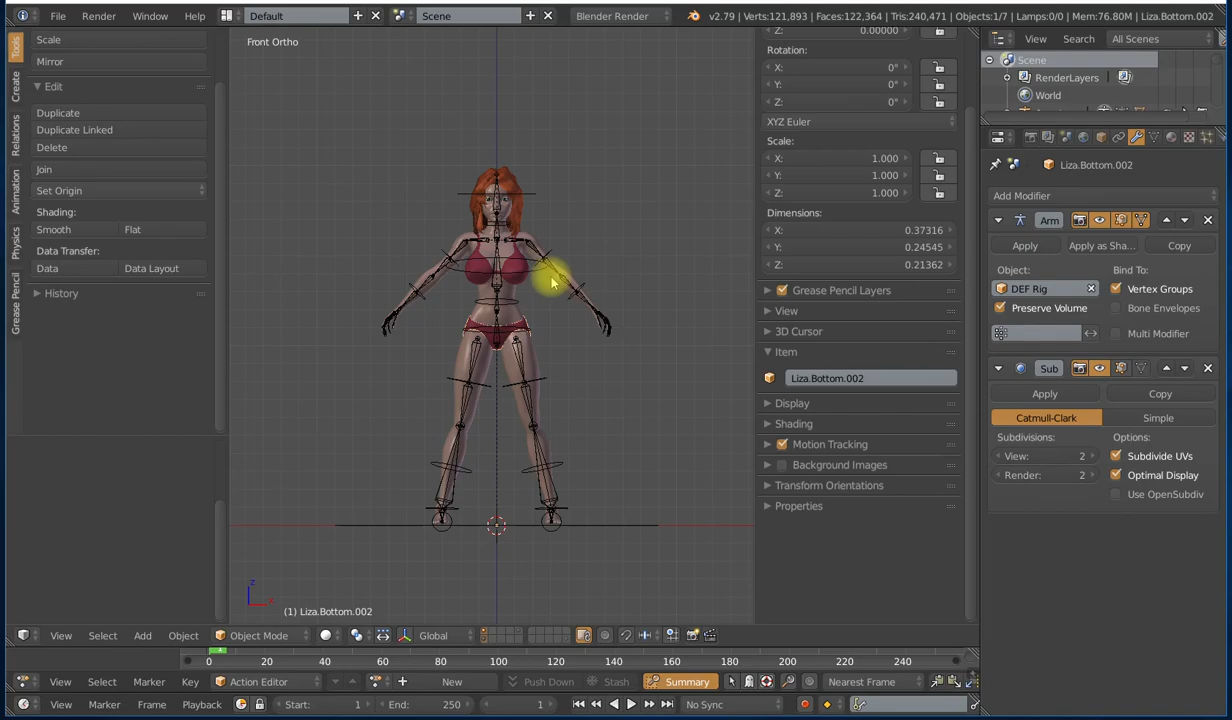 File Render Window Help Default Scene Blender Render v2.79 | Verts:121,893 | Faces:122,364 | Tris:240,471 | Objects:1/7 | Lamps:0/0 | Mem:76.80M | Liza.Bottom.002
Tools
Create
Relations
Animation
Physics
Grease Pencil
Scale
Mirror
Edit
Duplicate
Duplicate Linked
Delete
Join
Set Origin
Shading:
Smooth Flat
Data Transfer:
Data Data Layout
History
Front Ortho
z
(1) Liza.Bottom.002
Z: 0.00000
Rotation:
X: 0°
Y: 0°
Z: 0°
XYZ Euler
Scale:
X: 1.000
Y: 1.000
Z: 1.000
Dimensions:
X: 0.37316
Y: 0.24545
Z: 0.21362
Grease Pencil Layers
View
3D Cursor
Item
Liza.Bottom.002
Display
Shading
Motion Tracking
Background Images
Transform Orientations
Properties
View Search All Scenes
Scene
RenderLayers
World
Liza.Bottom.002
Add Modifier
Arm
Apply Apply as Sha... Copy
Object: Bind To:
DEF Rig Vertex Groups
Preserve Volume Bone Envelopes
Multi Modifier
Sub
Apply Copy
Catmull-Clark Simple
Subdivisions: Options:
View: 2 Subdivide UVs
Render: 2 Optimal Display
Use OpenSubdiv
View Select Add Object Object Mode Global
0 20 40 60 80 100 120 140 160 180 200 220 240
View Select Marker Key Action Editor New Push Down Stash Summary Nearest Frame
View Marker Frame Playback Start: 1 End: 250 1 No Sync